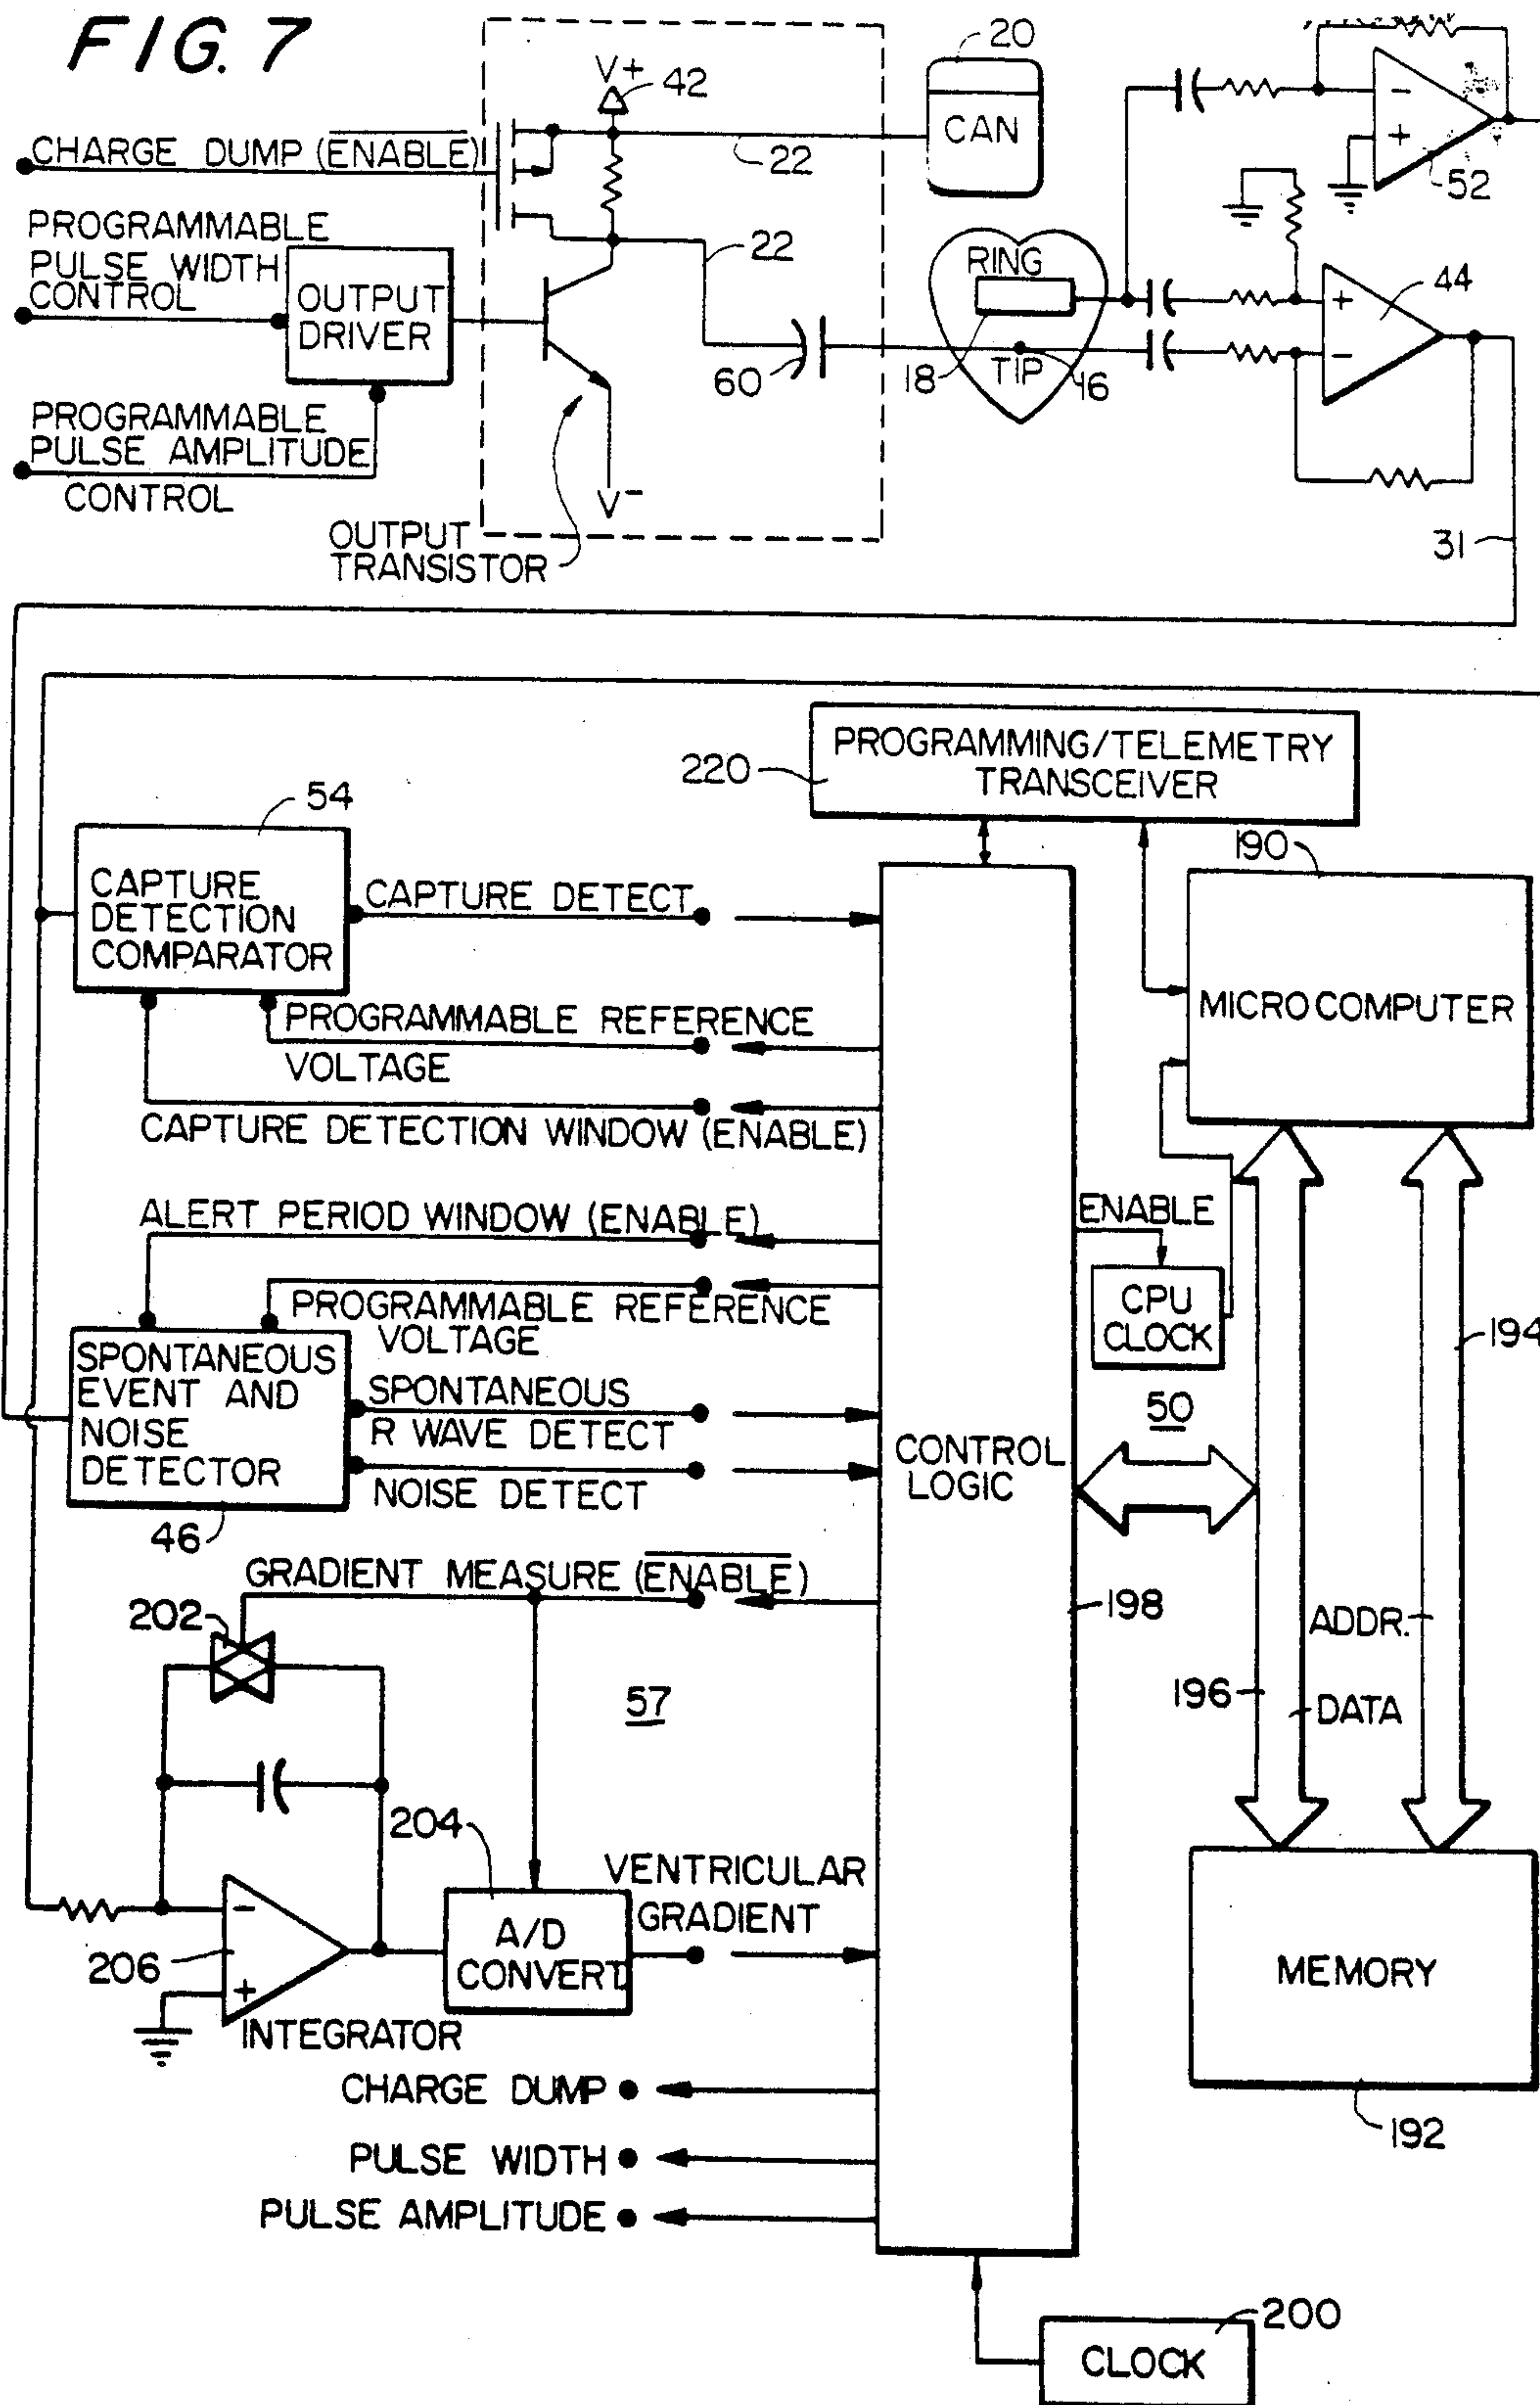 FIG. 7
V+
42
20
CAN
CHARGE DUMP (ENABLE)
22
52
PROGRAMMABLE
PULSE WIDTH
CONTROL
OUTPUT
DRIVER
22
RING
44
+
-
-
+
60
18
TIP
16
PROGRAMMABLE
PULSE AMPLITUDE
CONTROL
V-
OUTPUT
TRANSISTOR
31
PROGRAMMING/TELEMETRY
TRANSCEIVER
220
54
190
CAPTURE
DETECTION
COMPARATOR
CAPTURE DETECT
MICROCOMPUTER
PROGRAMMABLE REFERENCE
VOLTAGE
CAPTURE DETECTION WINDOW (ENABLE)
ALERT PERIOD WINDOW (ENABLE)
ENABLE
PROGRAMMABLE REFERENCE
VOLTAGE
CPU
CLOCK
194
SPONTANEOUS
EVENT AND
NOISE
DETECTOR
SPONTANEOUS
R WAVE DETECT
50
CONTROL
LOGIC
NOISE DETECT
46
GRADIENT MEASURE (ENABLE)
202
198
ADDR.
57
196
DATA
204
VENTRICULAR
GRADIENT
-
206
+
A/D
CONVERT
MEMORY
INTEGRATOR
CHARGE DUMP
192
PULSE WIDTH
PULSE AMPLITUDE
200
CLOCK